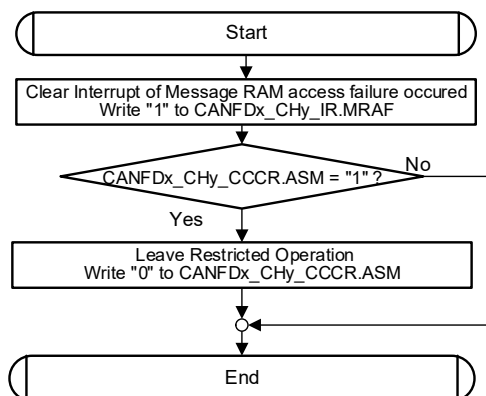 Start
Clear Interrupt of Message RAM access failure occured
Write "1" to CANFDx_CHy_IR.MRAF
CANFDx_CHy_CCCR.ASM = "1" ?
No
Yes
Leave Restricted Operation
Write "0" to CANFDx_CHy_CCCR.ASM
End